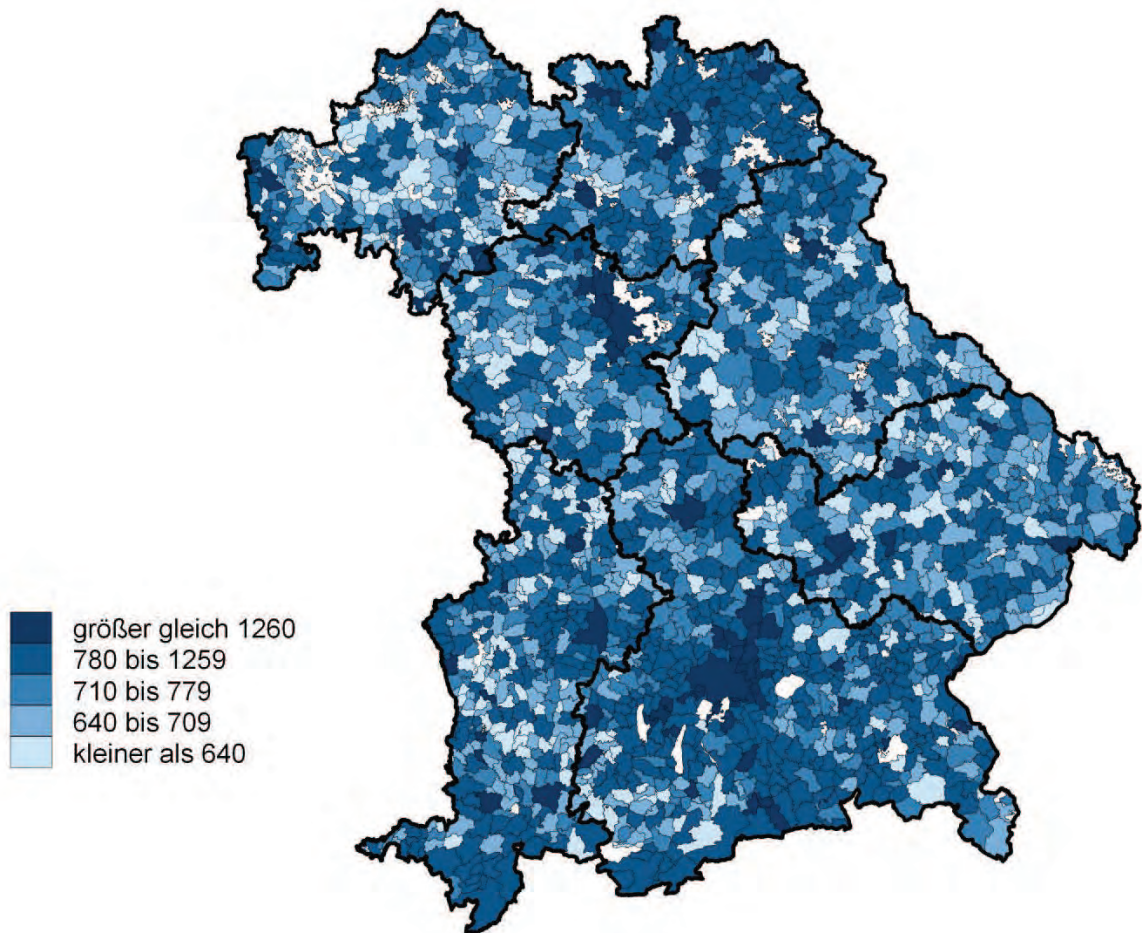 größer gleich 1260
780 bis 1259
710 bis 779
640 bis 709
kleiner als 640